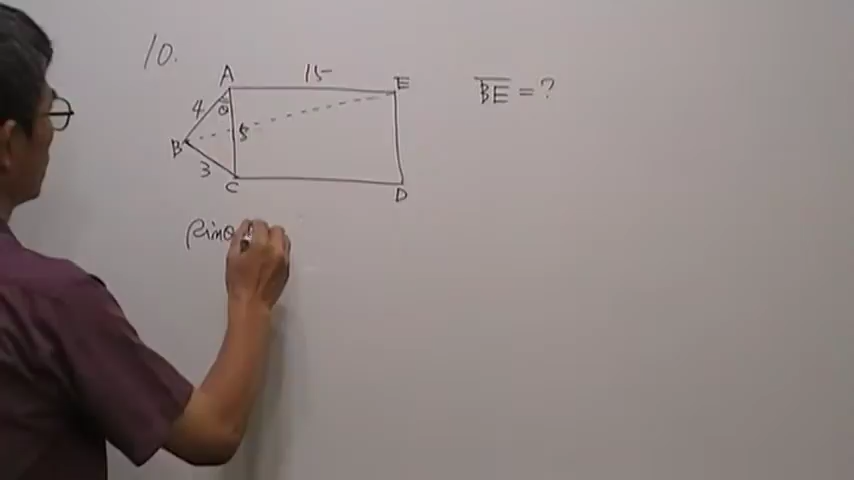 10.
A 15 E
BE = ?
4 θ
B 5
3
C
D
sinθ